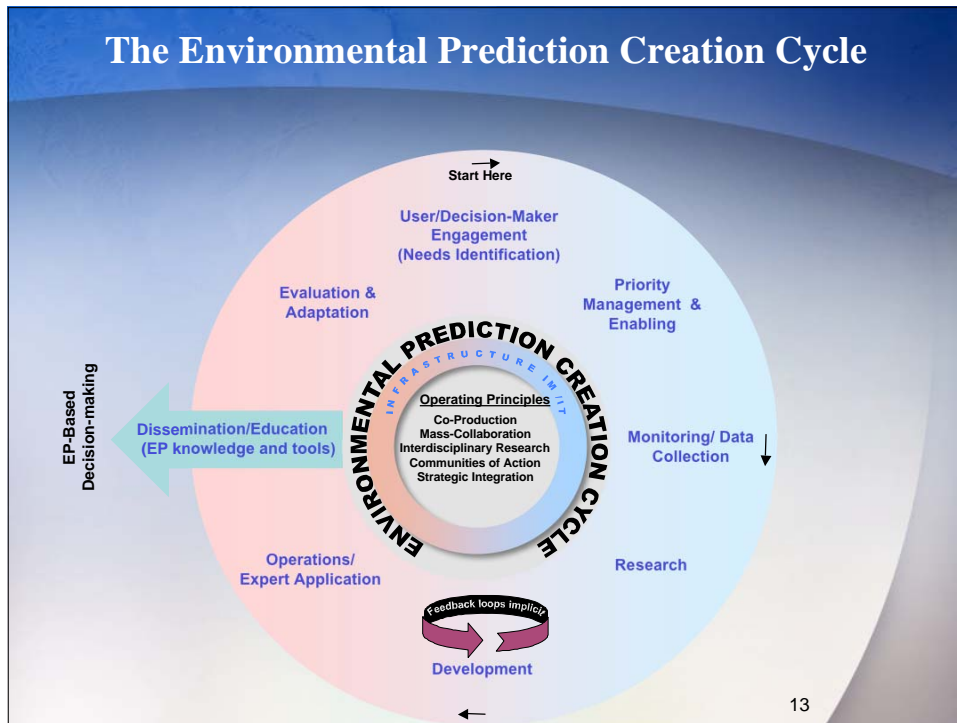 The Environmental Prediction Creation Cycle
Start Here
User/Decision-Maker
Engagement
(Needs Identification)
Priority
Management &
Enabling
Monitoring/ Data
Collection
Research
Feedback loops implicit
Development
Operations/
Expert Application
Dissemination/Education
(EP knowledge and tools)
EP-Based
Decision-making
Evaluation &
Adaptation
ENVIRONMENTAL PREDICTION CREATION CYCLE
INFRASTRUCTURE IM/IT
Operating Principles
Co-Production
Mass-Collaboration
Interdisciplinary Research
Communities of Action
Strategic Integration
13